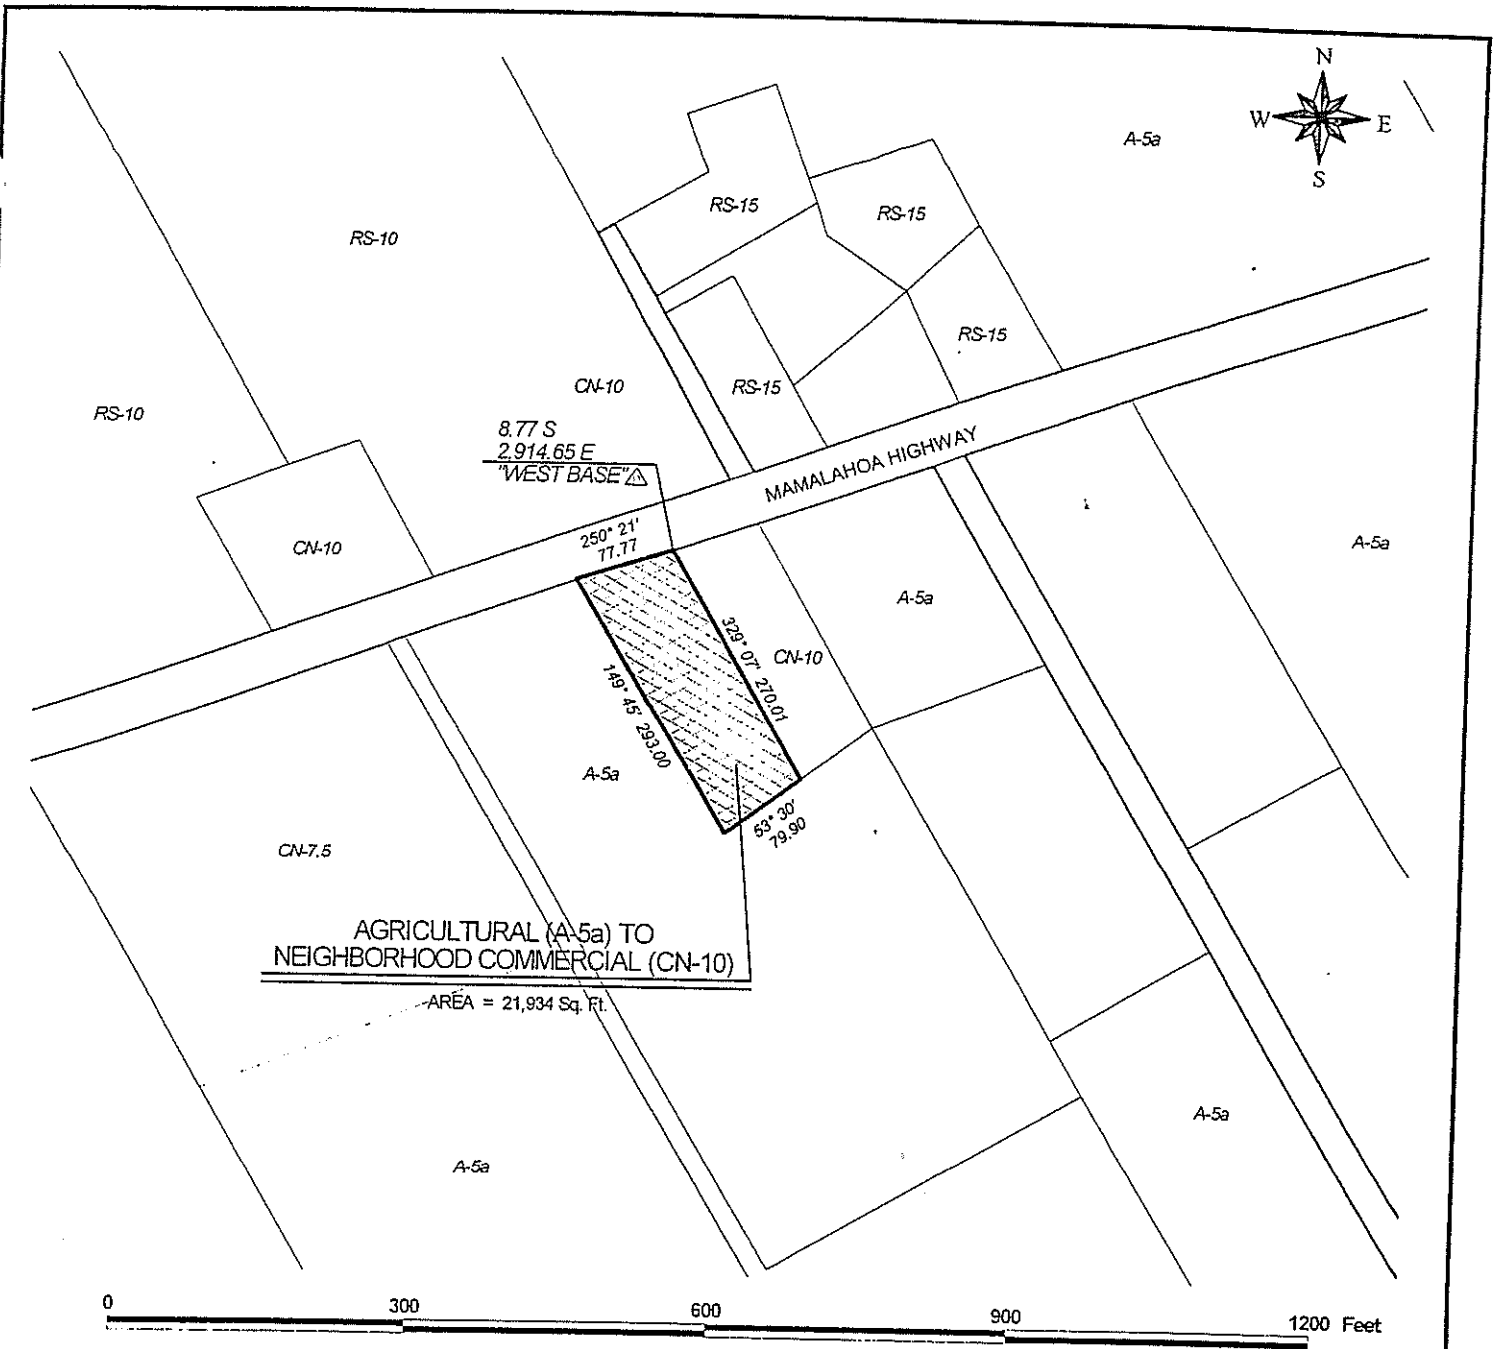 N
W E
S
A-5a
RS-15
RS-15
RS-10
RS-15
CN-10
RS-15
RS-10
8.77 S
2,914.65 E
"WEST BASE"
MAMALAHOA HIGHWAY
250° 21'
77.77
CN-10
A-5a
A-5a
329° 07' 270.01
CN-10
149° 45' 293.00
A-5a
53° 30'
79.90
CN-7.5
AGRICULTURAL (A-5a) TO
NEIGHBORHOOD COMMERCIAL (CN-10)
AREA = 21,934 Sq. Ft.
A-5a
A-5a
0 300 600 900 1200 Feet